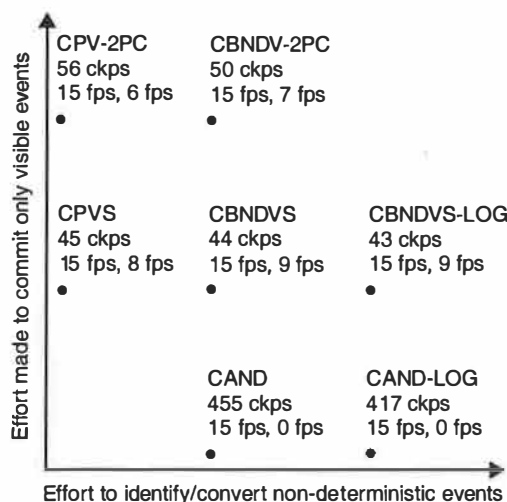 CPV-2PC
56 ckps
15 fps, 6 fps
CBNDV-2PC
50 ckps
15 fps, 7 fps
CPVS
45 ckps
15 fps, 8 fps
CBNDVS
44 ckps
15 fps, 9 fps
CBNDVS-LOG
43 ckps
15 fps, 9 fps
CAND
455 ckps
15 fps, 0 fps
CAND-LOG
417 ckps
15 fps, 0 fps
Effort made to commit only visible events
Effort to identify/convert non-deterministic events